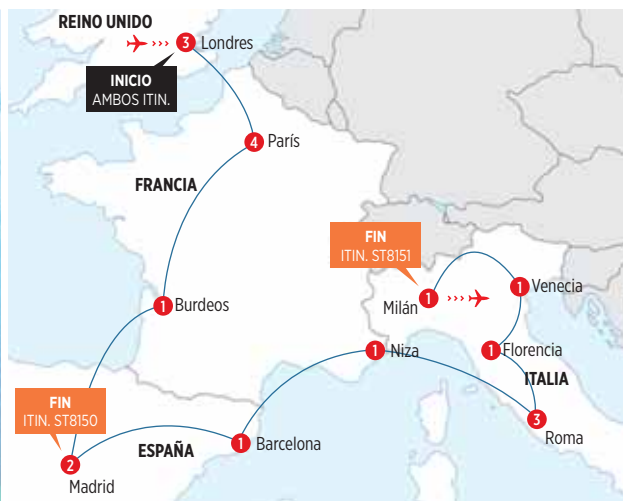 REINO UNIDO
3
Londres
INICIO
AMBOS ITIN.
4
París
FRANCIA
FIN
ITIN. ST8151
1
Venecia
Milán
1
1
Burdeos
1
Niza
1
Florencia
ITALIA
FIN
ITIN. ST8150
3
Roma
ESPAÑA
1
Barcelona
2
Madrid